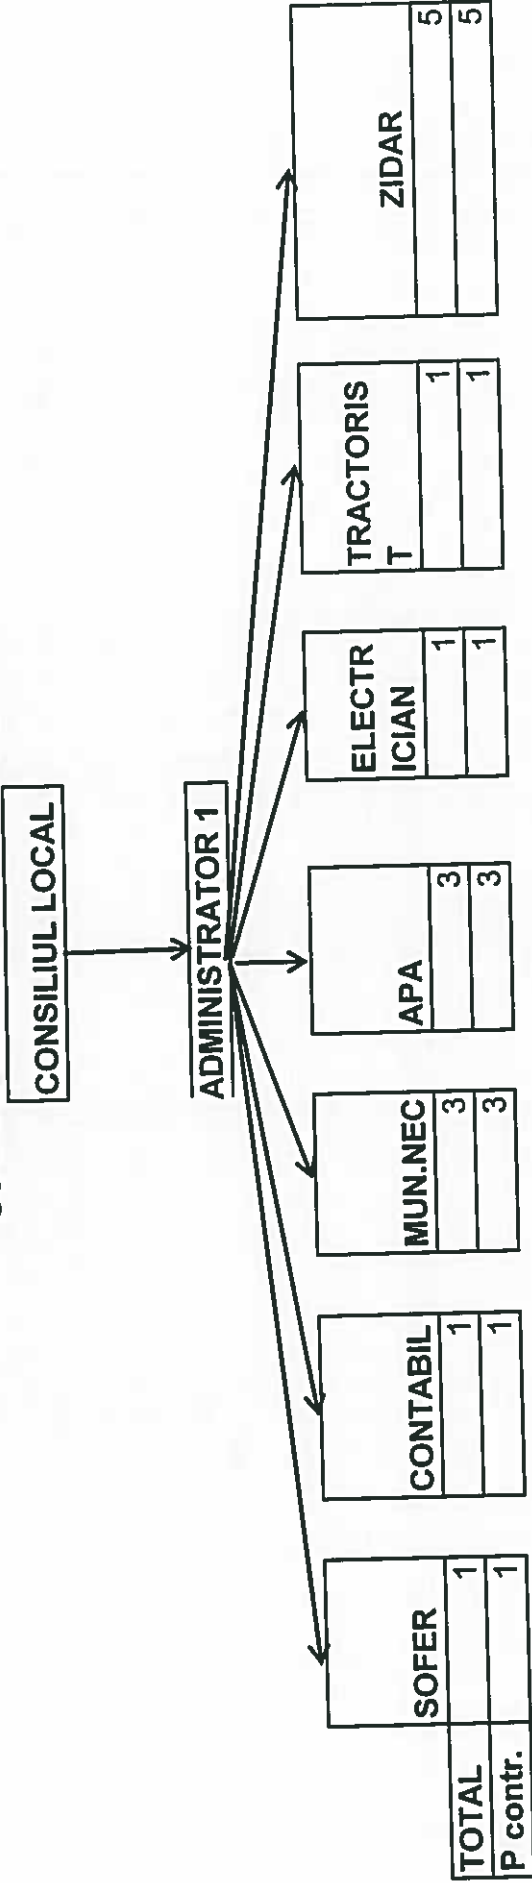 CONSILIUL LOCAL
ADMINISTRATOR 1
SOFER
CONTABIL
MUN.NEC
APA
ELECTR
ICIAN
TRACTORIS
T
ZIDAR
TOTAL 1 1 3 3 1 1 5
P contr. 1 1 3 3 1 1 5